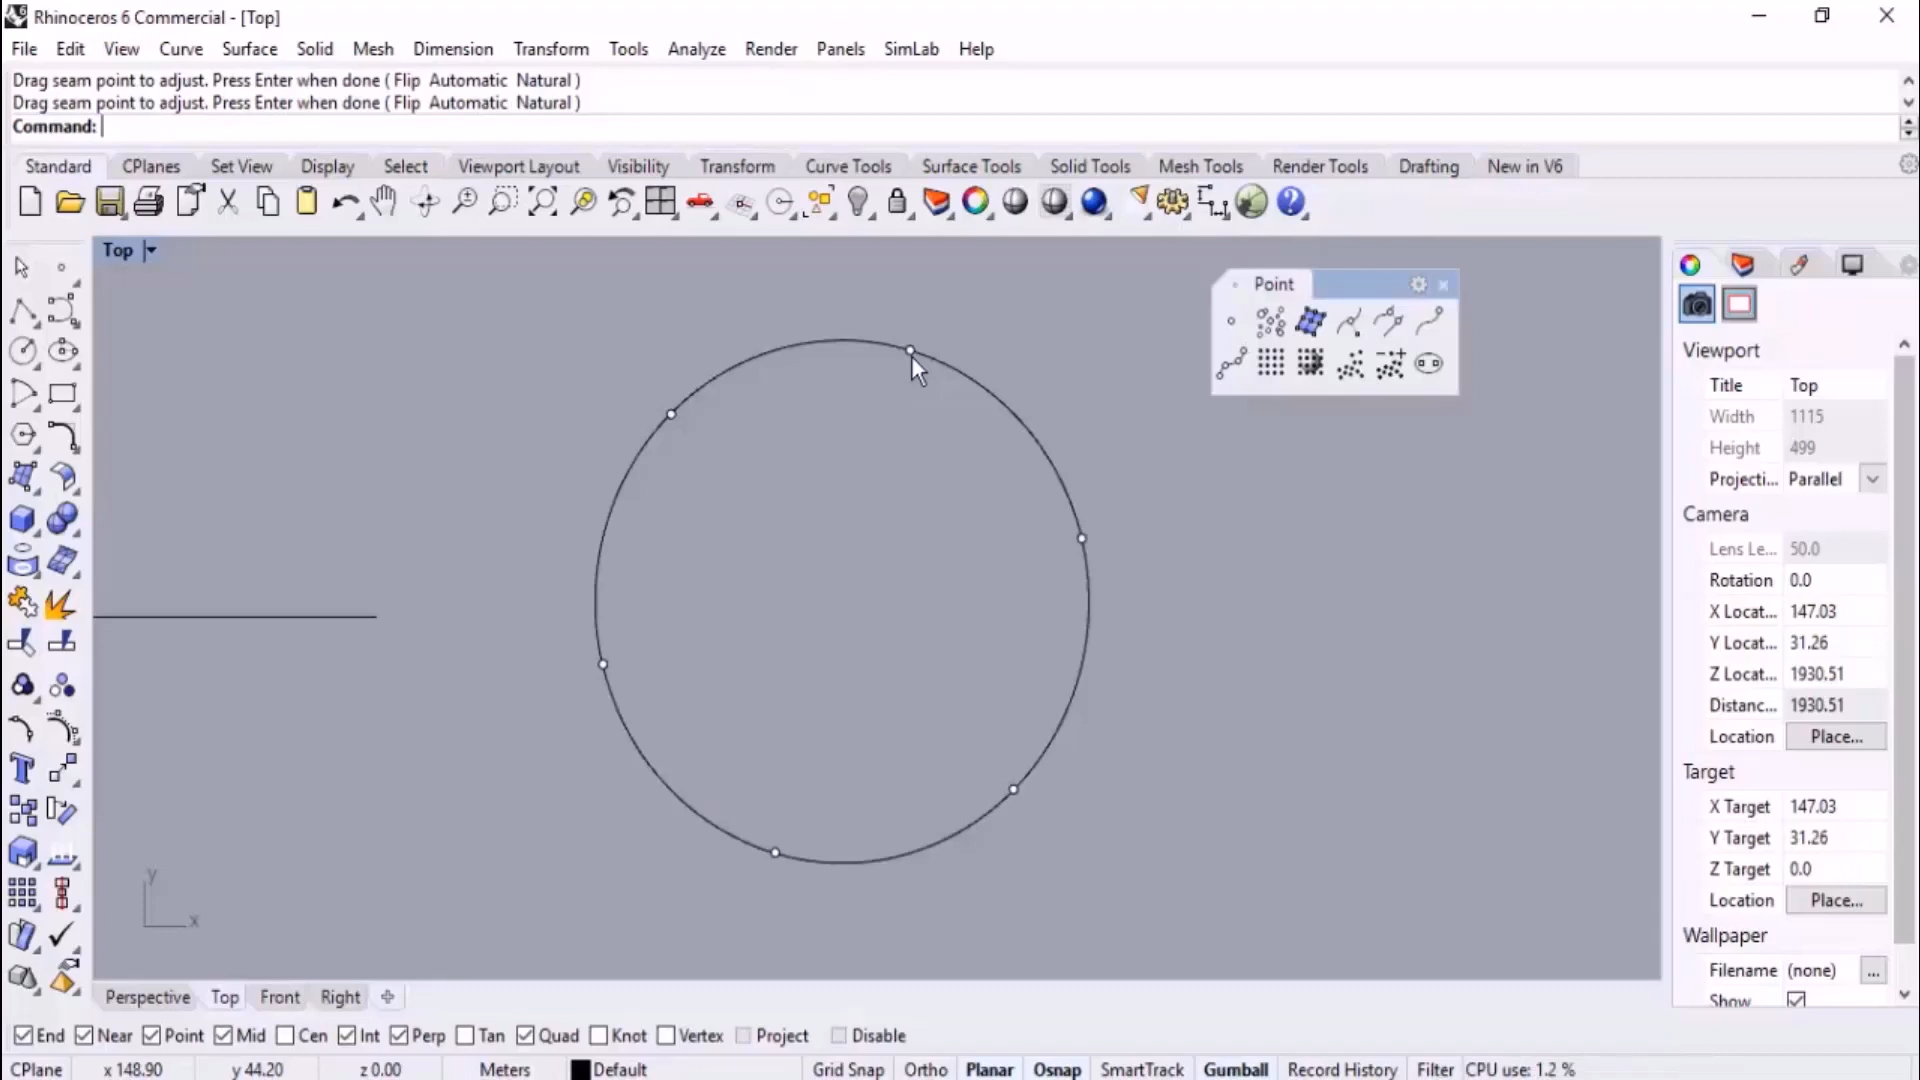 Rhinoceros 6 Commercial - [Top]
File Edit View Curve Surface Solid Mesh Dimension Transform Tools Analyze Render Panels SimLab Help
Drag seam point to adjust. Press Enter when done ( Flip Automatic Natural )
Drag seam point to adjust. Press Enter when done ( Flip Automatic Natural )
Command:
Standard CPlanes Set View Display Select Viewport Layout Visibility Transform Curve Tools Surface Tools Solid Tools Mesh Tools Render Tools Drafting New in V6
Top
Point
Viewport
Title Top
Width 1115
Height 499
Projecti... Parallel
Camera
Lens Le... 50.0
Rotation 0.0
X Locat... 147.03
Y Locat... 31.26
Z Locat... 1930.51
Distanc... 1930.51
Location Place...
Target
X Target 147.03
Y Target 31.26
Z Target 0.0
Location Place...
Wallpaper
Filename (none) ...
Show
y
x
Perspective Top Front Right
End Near Point Mid Cen Int Perp Tan Quad Knot Vertex Project Disable
CPlane x 148.90 y 44.20 z 0.00 Meters Default Grid Snap Ortho Planar Osnap SmartTrack Gumball Record History Filter CPU use: 1.2 %